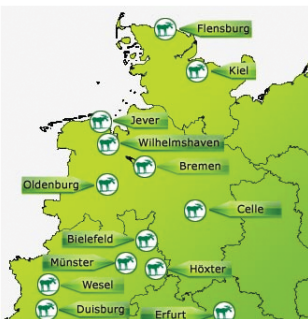 Flensburg
Kiel
Jever
Wilhelmshaven
Bremen
Oldenburg
Celle
Bielefeld
Münster
Höxter
Wesel
Duisburg
Erfurt